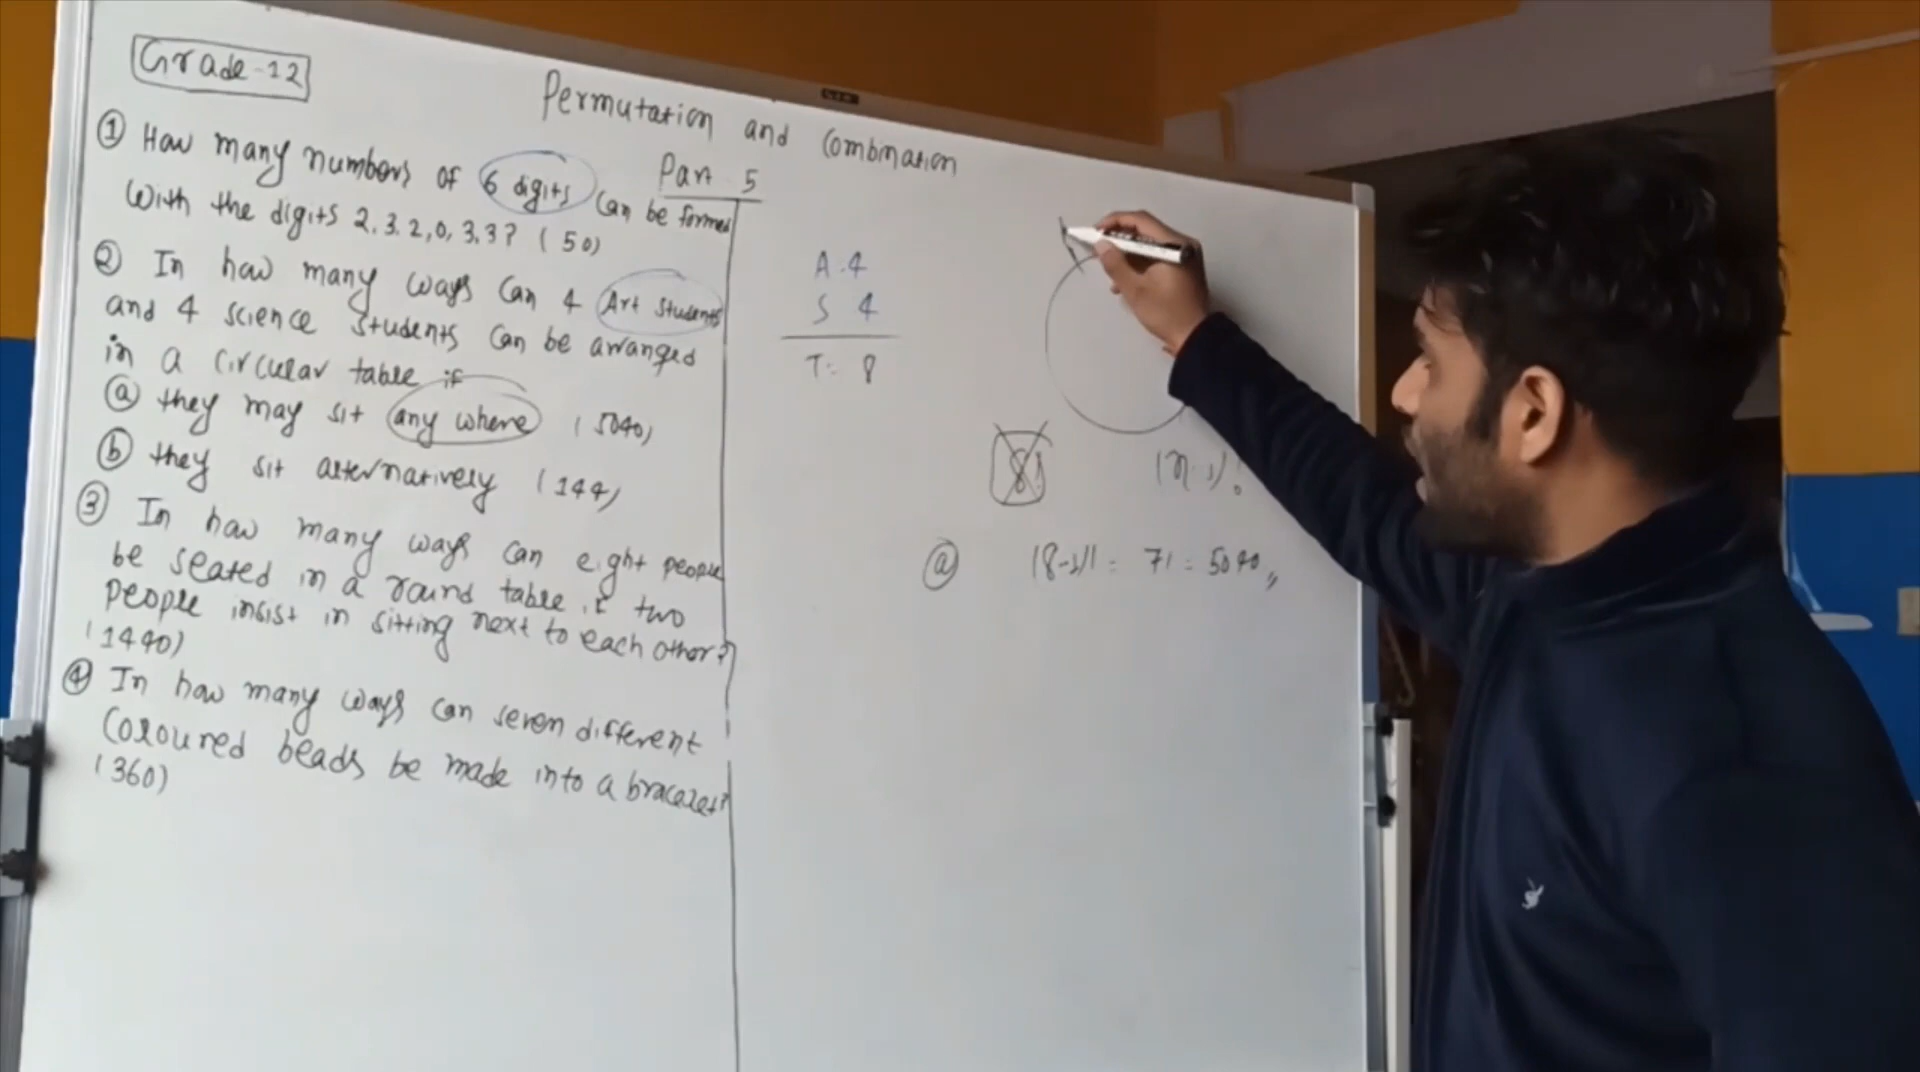 Grade-12
Permutation and Combination
Part 5
① How many numbers of 6 digits can be formed
with the digits 2, 3, 2, 0, 3, 3? (50)
② In how many ways can 4 Art students
and 4 science students can be arranged
in a circular table if
ⓐ they may sit any where (5040)
ⓑ they sit alternatively (144)
③ In how many ways can eight people
be seated in a round table if two
people insist in sitting next to each other?
(1440)
④ In how many ways can seven different
Coloured beads be made into a bracelet?
(360)
A. 4
S 4
T = 8
8!
(n-1)!
ⓐ (8-1)! = 7! = 5040